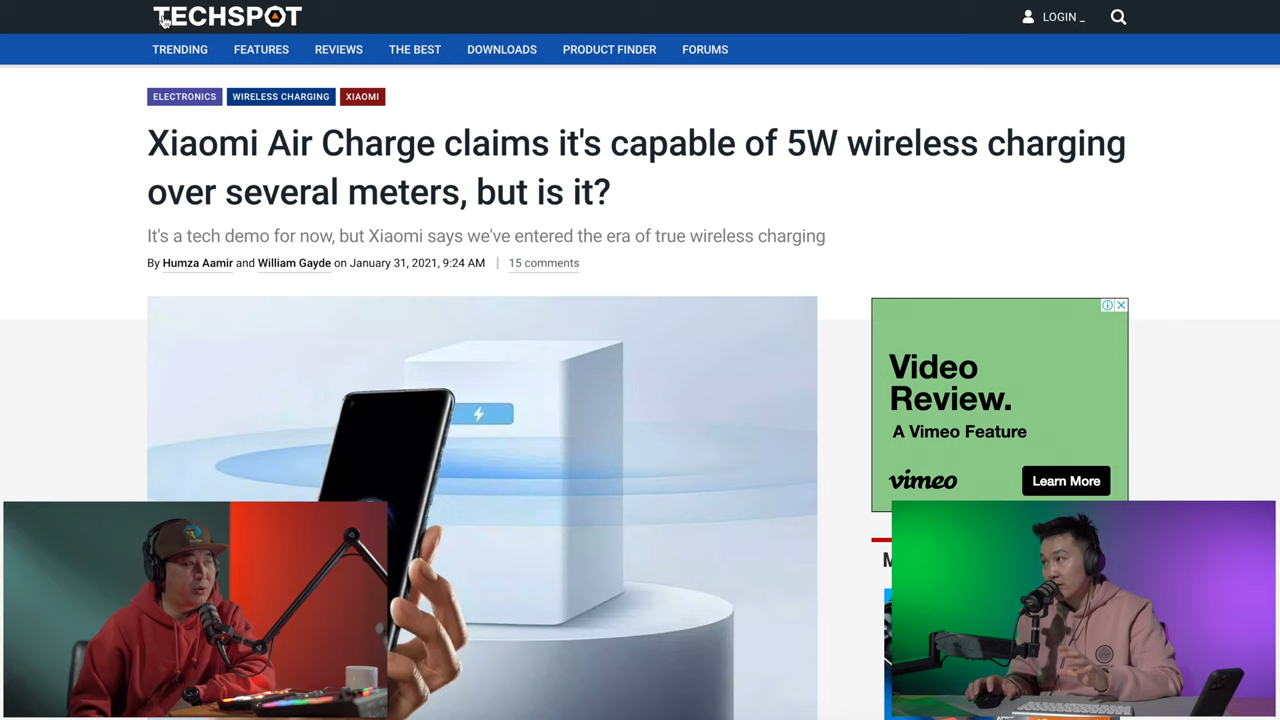 TECHSPOT
LOGIN _
TRENDING FEATURES REVIEWS THE BEST DOWNLOADS PRODUCT FINDER FORUMS
ELECTRONICS WIRELESS CHARGING XIAOMI
Xiaomi Air Charge claims it's capable of 5W wireless charging
over several meters, but is it?
It's a tech demo for now, but Xiaomi says we've entered the era of true wireless charging
By Humza Aamir and William Gayde on January 31, 2021, 9:24 AM | 15 comments
Video
Review.
A Vimeo Feature
vimeo
Learn More